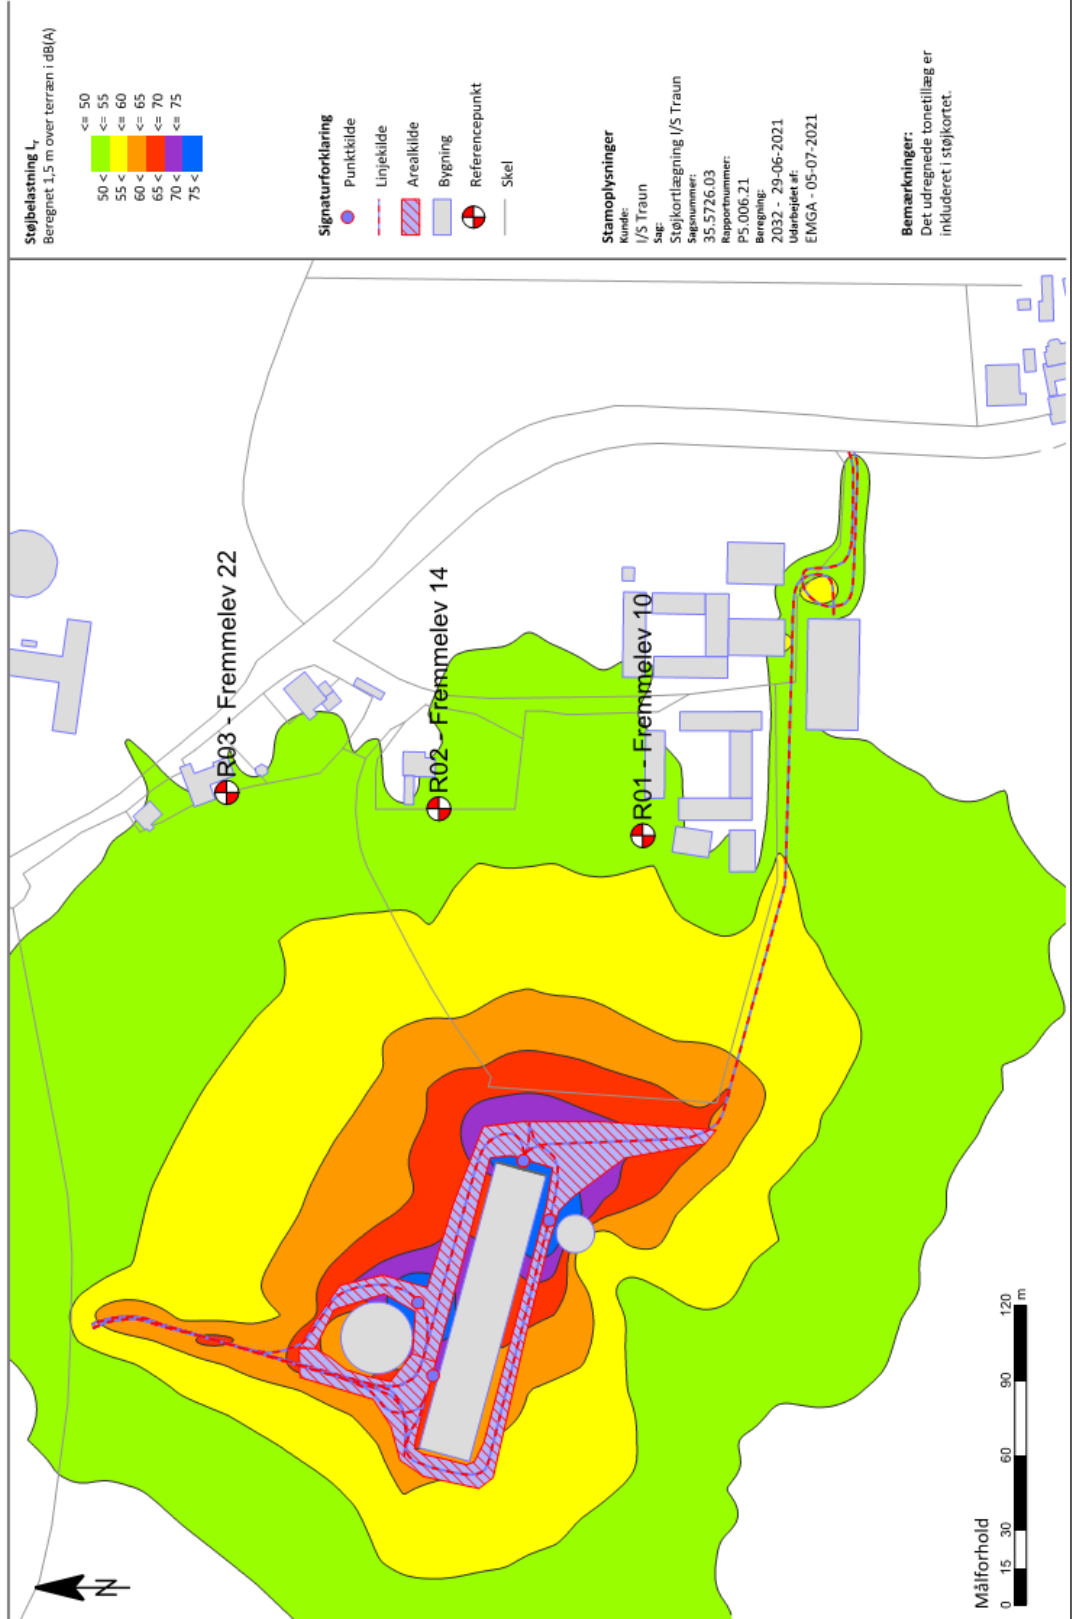 Støjbelastning Lr
Beregnet 1,5 m over terræn i dB(A)
<= 50
50 < <= 55
55 < <= 60
60 < <= 65
65 < <= 70
70 < <= 75
75 <
Signaturforklaring
Punktkilde
Linjekilde
Arealkilde
Bygning
Referencepunkt
Skel
Stamoplysninger
Kunde:
I/S Traun
Sag:
Støjkortlægning I/S Traun
Sagsnummer:
35.5726.03
Rapportnummer:
P5.006.21
Beregning:
2032 - 29-06-2021
Udarbejdet af:
EMGA - 05-07-2021
Bemærkninger:
Det udregnede tonetillæg er
inkluderet i støjkortet.
R03 - Fremmelev 22
R02 - Fremmelev 14
R01 - Fremmelev 10
N
Målforhold
0 15 30 60 90 120
m